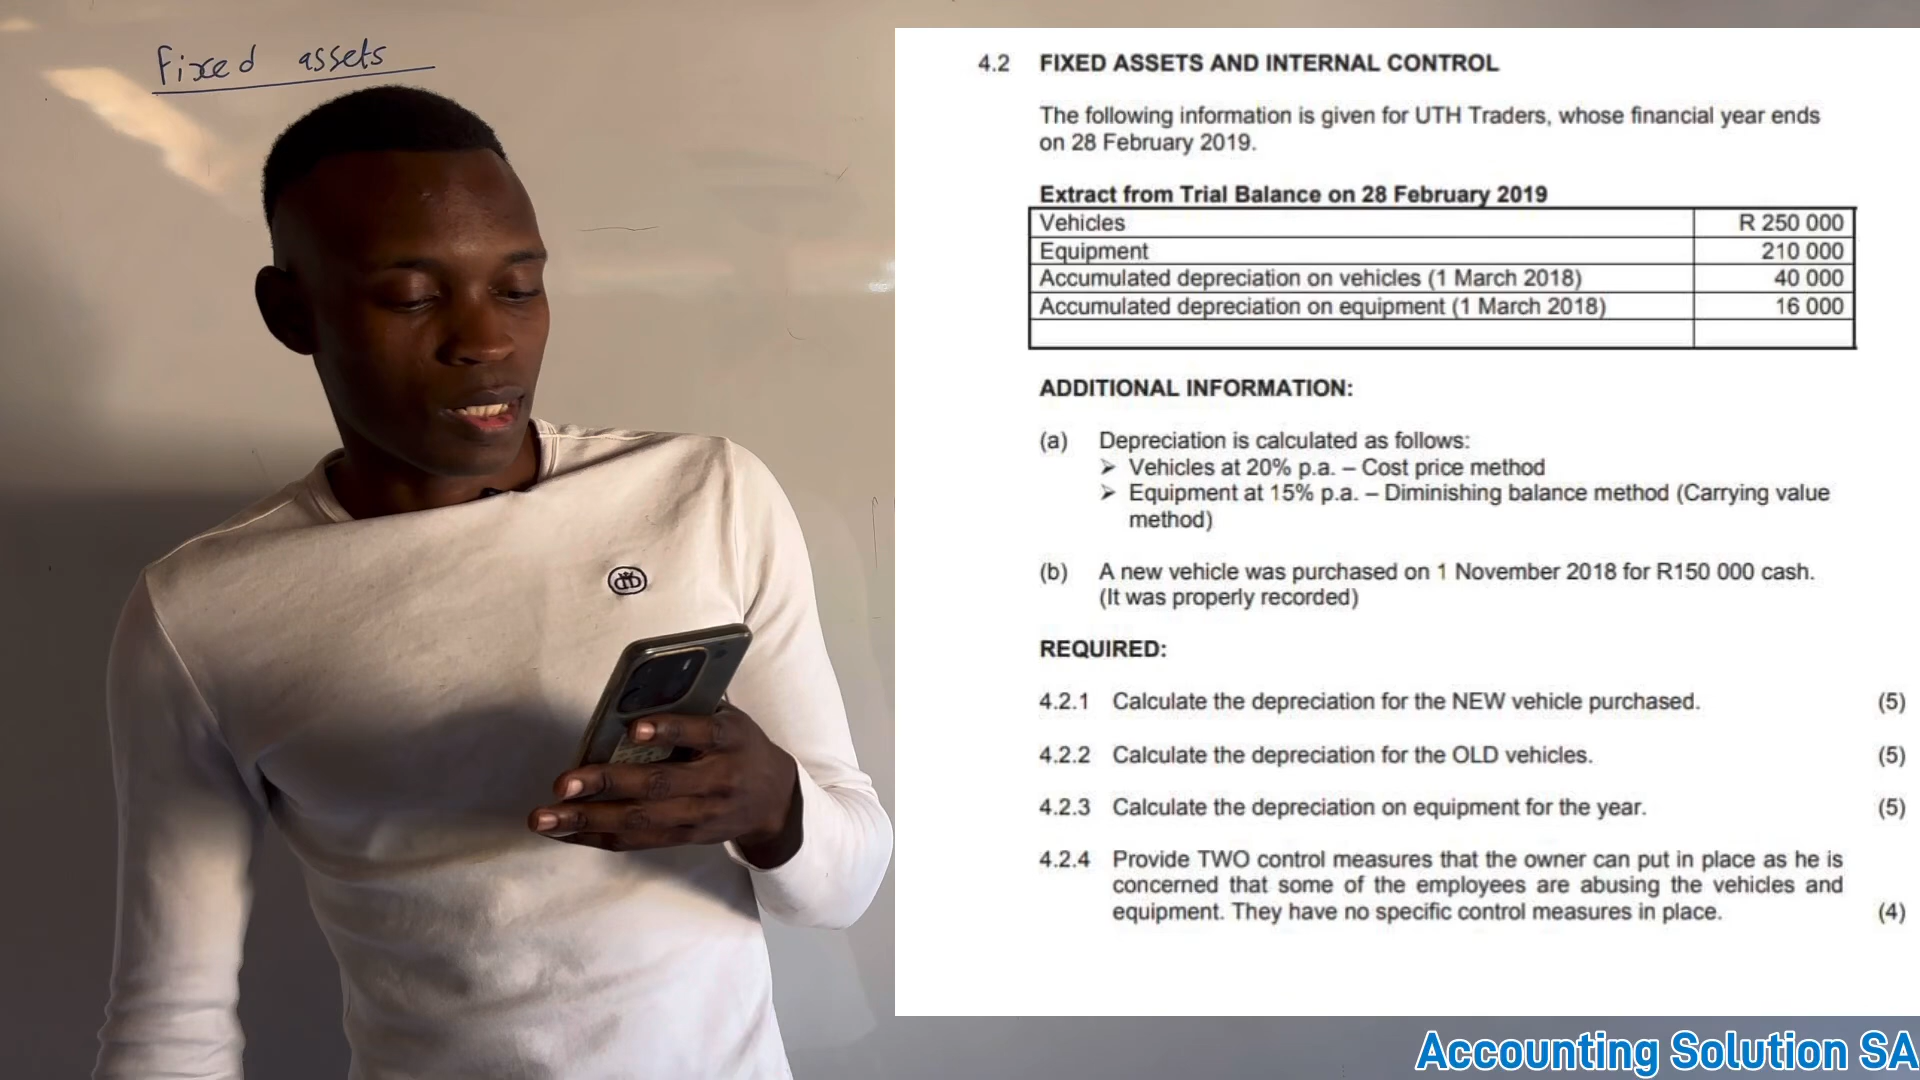 Fixed assets
4.2 FIXED ASSETS AND INTERNAL CONTROL
The following information is given for UTH Traders, whose financial year ends
on 28 February 2019.
Extract from Trial Balance on 28 February 2019
Vehicles R 250 000
Equipment 210 000
Accumulated depreciation on vehicles (1 March 2018) 40 000
Accumulated depreciation on equipment (1 March 2018) 16 000
ADDITIONAL INFORMATION:
(a) Depreciation is calculated as follows:
➢ Vehicles at 20% p.a. – Cost price method
➢ Equipment at 15% p.a. – Diminishing balance method (Carrying value
method)
(b) A new vehicle was purchased on 1 November 2018 for R150 000 cash.
(It was properly recorded)
REQUIRED:
4.2.1 Calculate the depreciation for the NEW vehicle purchased. (5)
4.2.2 Calculate the depreciation for the OLD vehicles. (5)
4.2.3 Calculate the depreciation on equipment for the year. (5)
4.2.4 Provide TWO control measures that the owner can put in place as he is
concerned that some of the employees are abusing the vehicles and
equipment. They have no specific control measures in place. (4)
Accounting Solution SA